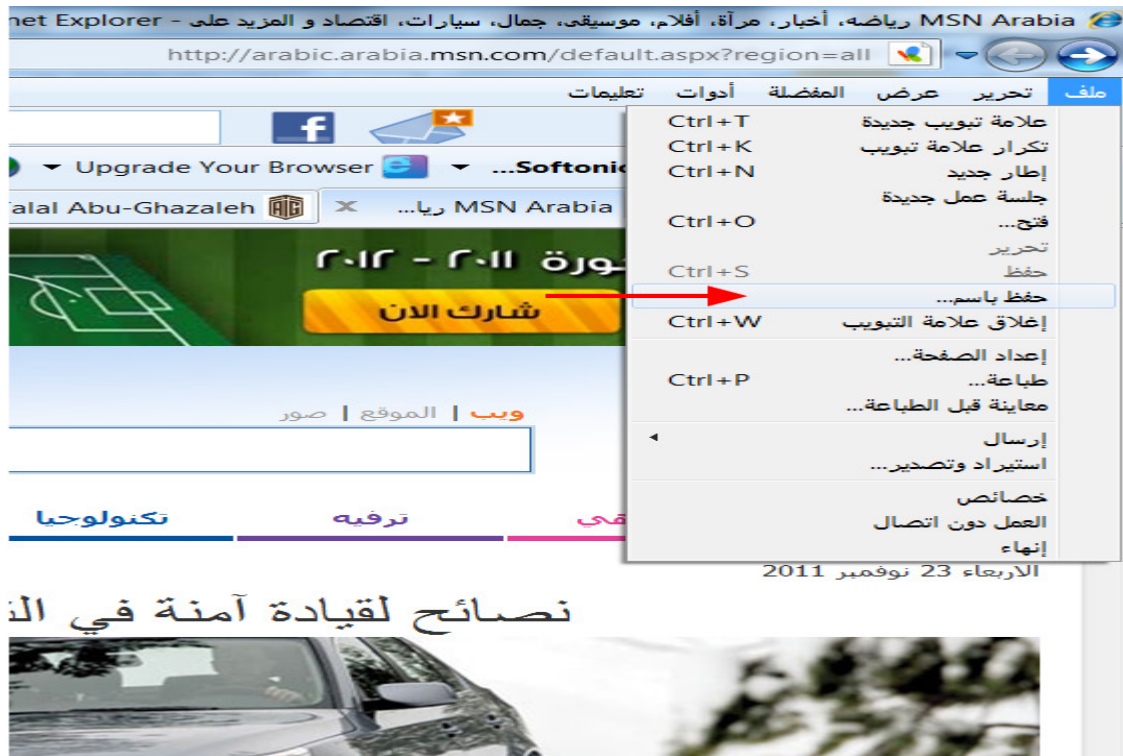 MSN Arabia رياضه، أخبار، مرآة، أفلام، موسيقى، جمال، سيارات، اقتصاد و المزيد على - net Explorer
http://arabic.arabia.msn.com/default.aspx?region=all
ملف تحرير عرض المفضلة أدوات تعليمات
علامة تبويب جديدة Ctrl+T
تكرار علامة تبويب Ctrl+K
إطار جديد Ctrl+N
جلسة عمل جديدة
فتح... Ctrl+O
تحرير
حفظ Ctrl+S
حفظ باسم...
إغلاق علامة التبويب Ctrl+W
إعداد الصفحة...
طباعة... Ctrl+P
معاينة قبل الطباعة...
إرسال
استيراد وتصدير...
خصائص
العمل دون اتصال
إنهاء
f
Softonic... Upgrade Your Browser
MSN Arabia ريا... alal Abu-Ghazaleh
٢٠١١ - ٢٠١٢
شارك الان
ويب | الموقع | صور
ترفيه تكنولوجيا
الاربعاء 23 نوفمبر 2011
نصائح لقيادة آمنة في